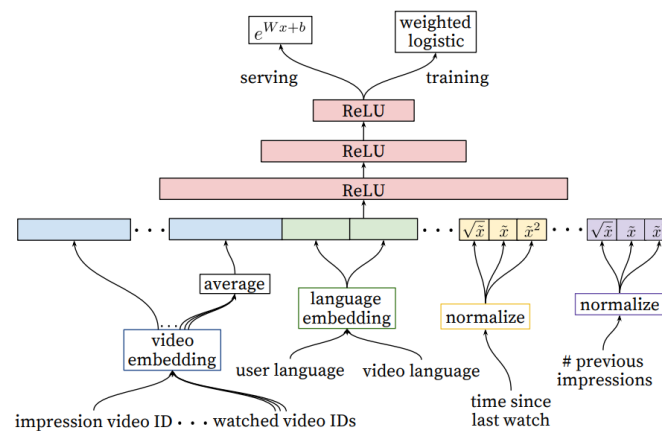 e^{Wx+b}
weighted
logistic
serving
training
ReLU
ReLU
ReLU
· · ·
· · ·
√x̃ x̃ x̃²
· · ·
√x̃ x̃ x̃
average
· · ·
video
embedding
language
embedding
normalize
normalize
user language
video language
# previous
impressions
time since
last watch
impression video ID · · · watched video IDs